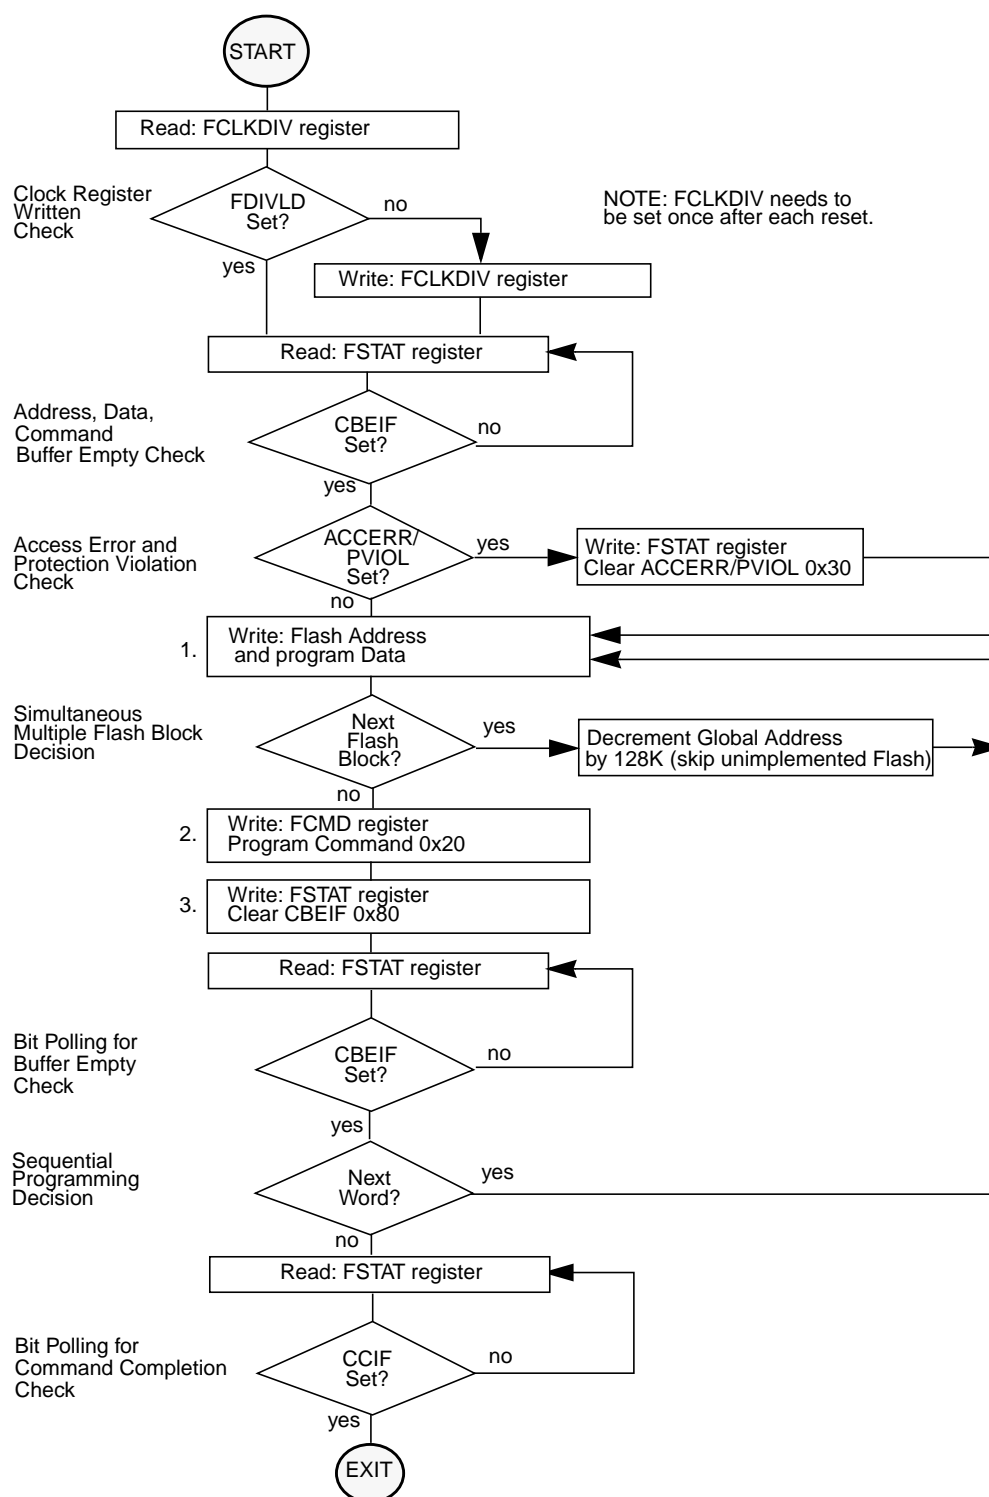 START
Read: FCLKDIV register
Clock Register
Written
Check
FDIVLD
Set?
no
NOTE: FCLKDIV needs to
be set once after each reset.
yes
Write: FCLKDIV register
Read: FSTAT register
Address, Data,
Command
Buffer Empty Check
CBEIF
Set?
no
yes
Access Error and
Protection Violation
Check
ACCERR/
PVIOL
Set?
yes
Write: FSTAT register
Clear ACCERR/PVIOL 0x30
no
1.
Write: Flash Address
and program Data
Simultaneous
Multiple Flash Block
Decision
Next
Flash
Block?
yes
Decrement Global Address
by 128K (skip unimplemented Flash)
no
2.
Write: FCMD register
Program Command 0x20
3.
Write: FSTAT register
Clear CBEIF 0x80
Read: FSTAT register
Bit Polling for
Buffer Empty
Check
CBEIF
Set?
no
yes
Sequential
Programming
Decision
Next
Word?
yes
no
Read: FSTAT register
Bit Polling for
Command Completion
Check
CCIF
Set?
no
yes
EXIT